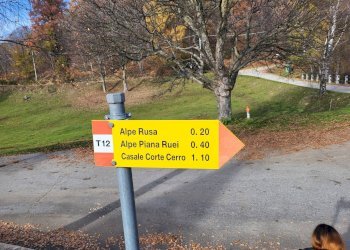 T12
Alpe Rusa 0.20
Alpe Piana Ruei 0.40
Casale Corte Cerro 1.10